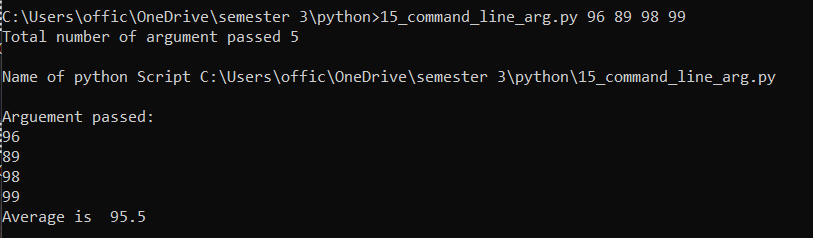 C:\Users\offic\OneDrive\semester 3\python>15_command_line_arg.py 96 89 98 99
Total number of argument passed 5
Name of python Script C:\Users\offic\OneDrive\semester 3\python\15_command_line_arg.py
Arguement passed:
96
89
98
99
Average is  95.5